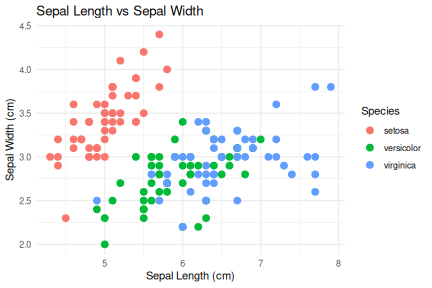 Sepal Length vs Sepal Width
4.5
4.0
3.5
3.0
2.5
2.0
Sepal Width (cm)
5 6 7 8
Sepal Length (cm)
Species
setosa
versicolor
virginica